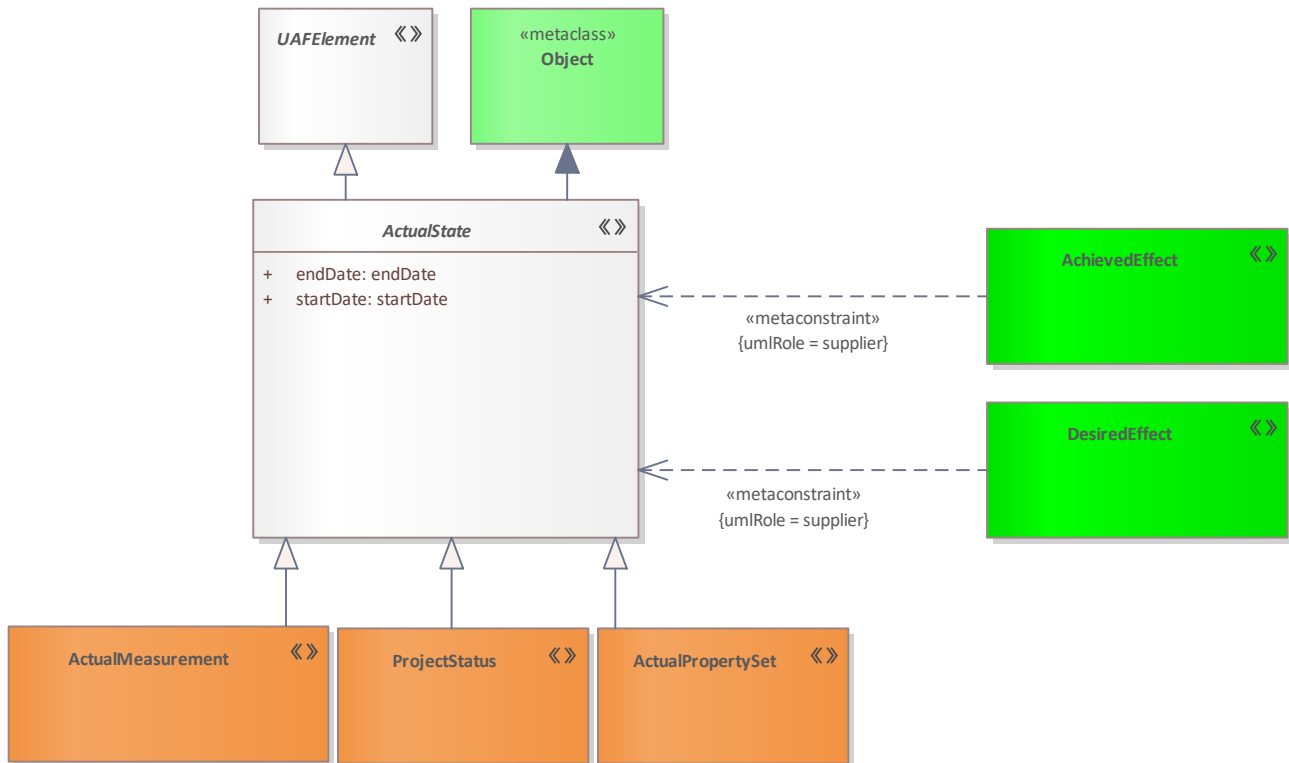 UAFElement
«metaclass»
Object
ActualState
+ endDate: endDate
+ startDate: startDate
AchievedEffect
«metaconstraint»
{umlRole = supplier}
DesiredEffect
«metaconstraint»
{umlRole = supplier}
ActualMeasurement
ProjectStatus
ActualPropertySet